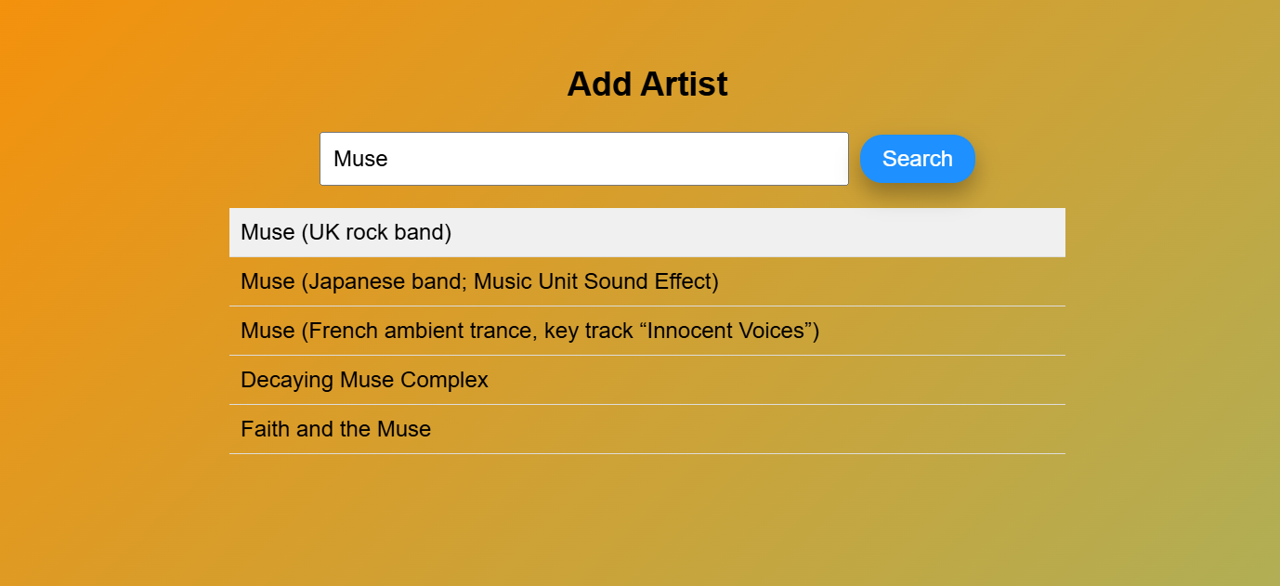 Add Artist
Muse
Search
Muse (UK rock band)
Muse (Japanese band; Music Unit Sound Effect)
Muse (French ambient trance, key track “Innocent Voices”)
Decaying Muse Complex
Faith and the Muse